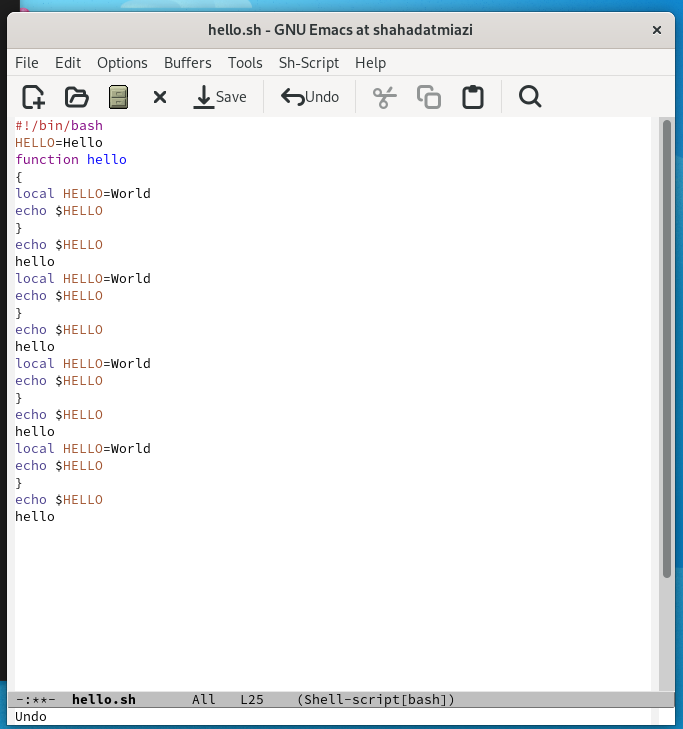 hello.sh - GNU Emacs at shahadatmiazi ×
File Edit Options Buffers Tools Sh-Script Help
Save Undo
#!/bin/bash
HELLO=Hello
function hello
{
local HELLO=World
echo $HELLO
}
echo $HELLO
hello
local HELLO=World
echo $HELLO
}
echo $HELLO
hello
local HELLO=World
echo $HELLO
}
echo $HELLO
hello
local HELLO=World
echo $HELLO
}
echo $HELLO
hello
-:**- hello.sh All L25 (Shell-script[bash])
Undo